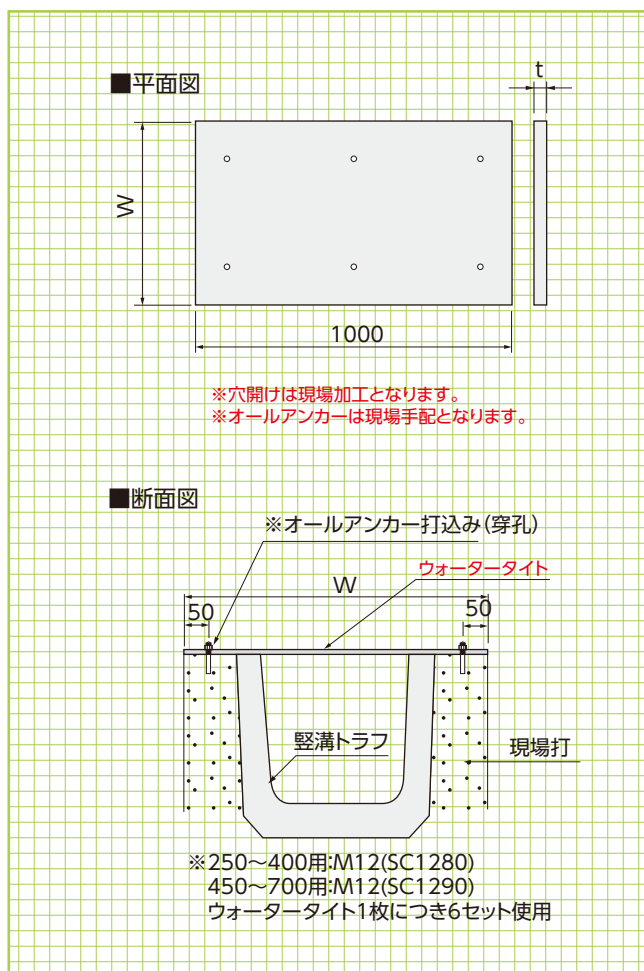 ■平面図
t
W
1000
※穴開けは現場加工となります。
※オールアンカーは現場手配となります。
■断面図
※オールアンカー打込み(穿孔)
ウォータータイト
W
50
50
竪溝トラフ
現場打
※250～400用:M12(SC1280)
450～700用:M12(SC1290)
ウォータータイト1枚につき6セット使用